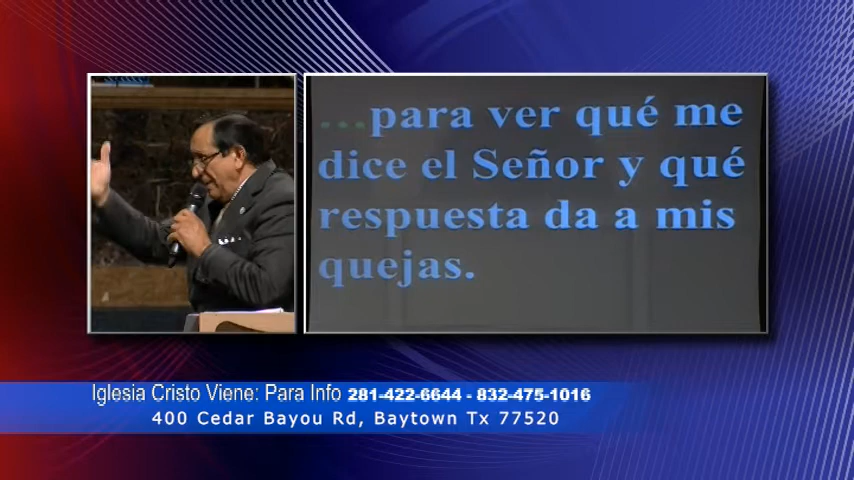 ...para ver qué me
dice el Señor y qué
respuesta da a mis
quejas.
Iglesia Cristo Viene: Para Info 281-422-6644 - 832-475-1016
400 Cedar Bayou Rd, Baytown Tx 77520